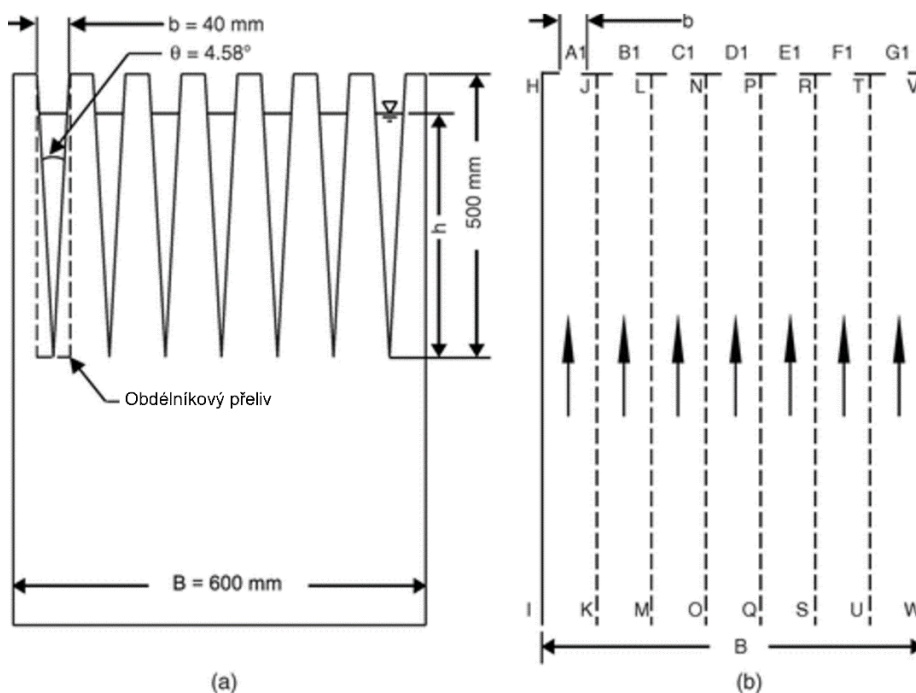 b = 40 mm
θ = 4.58°
h
500 mm
Obdélníkový přeliv
B = 600 mm
(a)
b
A1 B1 C1 D1 E1 F1 G1
H J L N P R T V
I K M O Q S U W
B
(b)